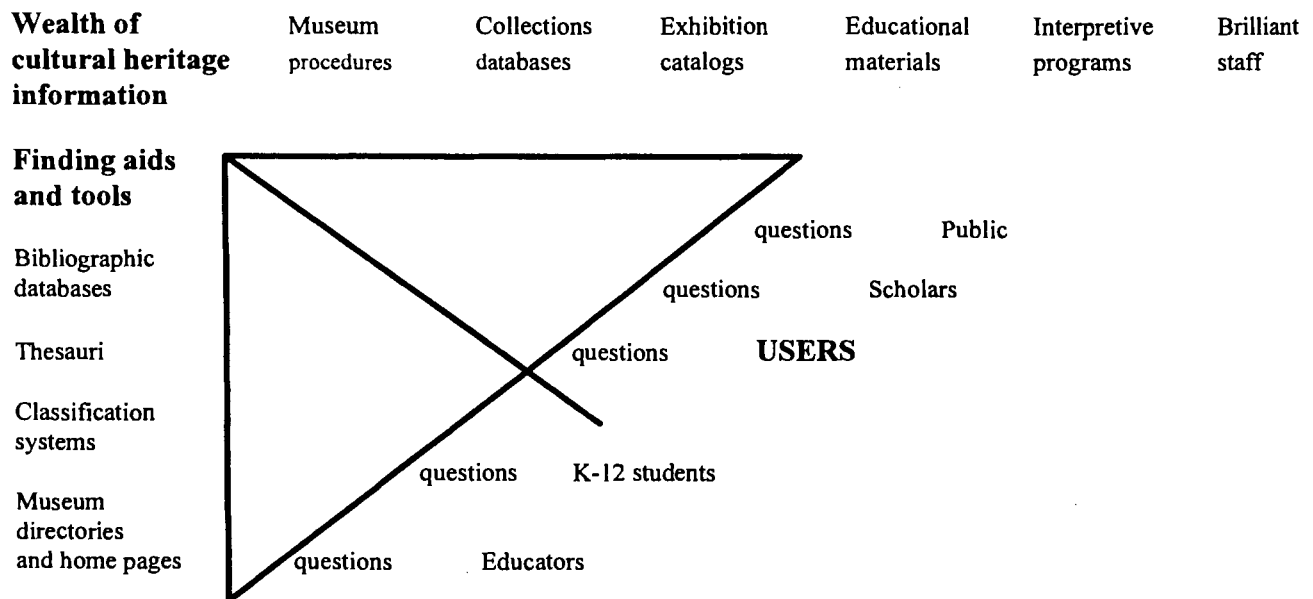 Wealth of
cultural heritage
information
Museum
procedures
Collections
databases
Exhibition
catalogs
Educational
materials
Interpretive
programs
Brilliant
staff
Finding aids
and tools
Bibliographic
databases
Thesauri
Classification
systems
Museum
directories
and home pages
questions Public
questions Scholars
questions USERS
questions K-12 students
questions Educators